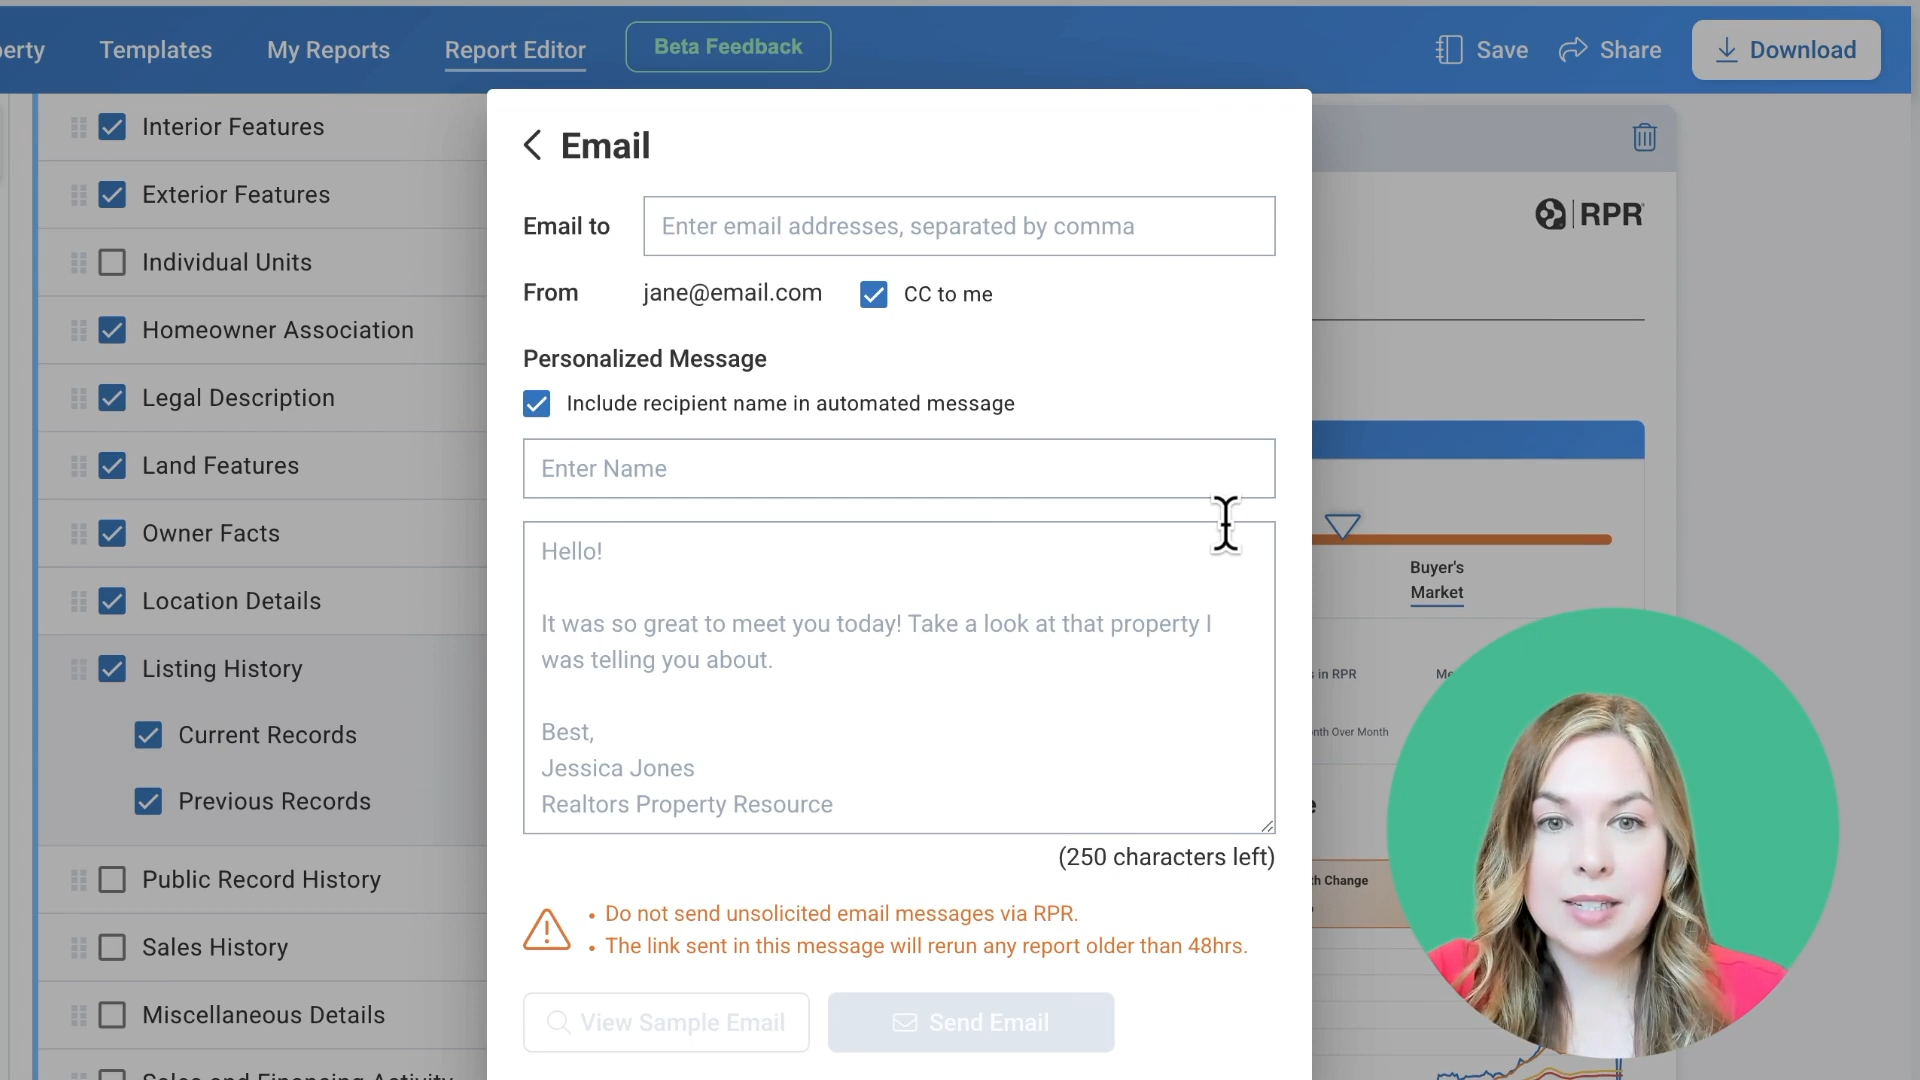 Templates
My Reports
Report Editor
Beta Feedback
Save
Share
Download
Interior Features
Exterior Features
Individual Units
Homeowner Association
Legal Description
Land Features
Owner Facts
Location Details
Listing History
Current Records
Previous Records
Public Record History
Sales History
Miscellaneous Details
Email
Email to
Enter email addresses, separated by comma
From
jane@email.com
CC to me
Personalized Message
Include recipient name in automated message
Enter Name
Hello!
It was so great to meet you today! Take a look at that property I
was telling you about.
Best,
Jessica Jones
Realtors Property Resource
(250 characters left)
• Do not send unsolicited email messages via RPR.
• The link sent in this message will rerun any report older than 48hrs.
View Sample Email
Send Email
RPR
Buyer's
Market
in RPR
Over Month
Change